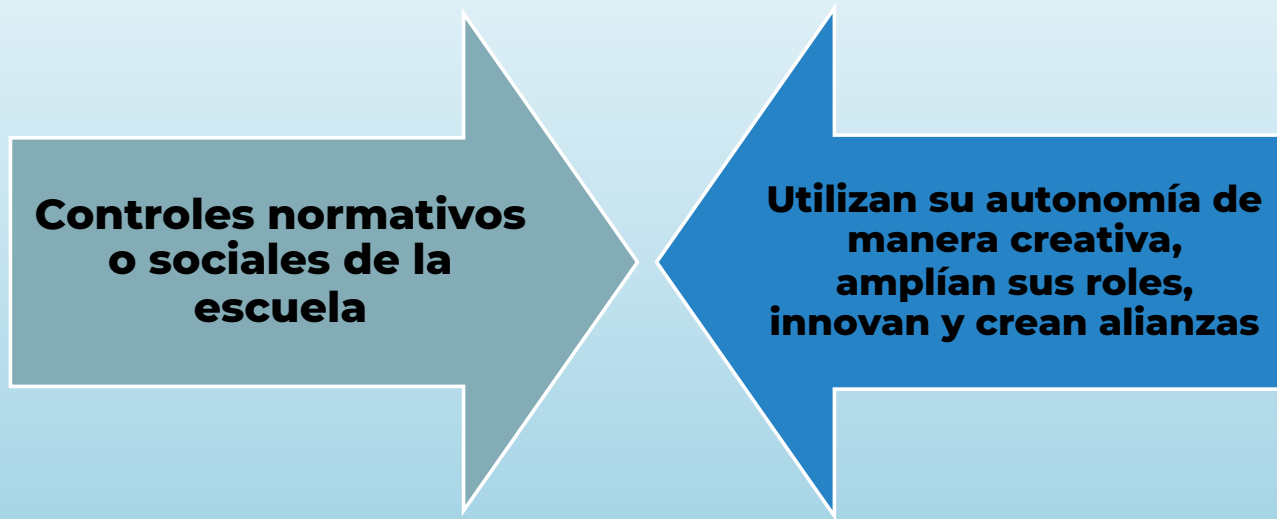 Controles normativos
o sociales de la
escuela
Utilizan su autonomía de
manera creativa,
amplían sus roles,
innovan y crean alianzas